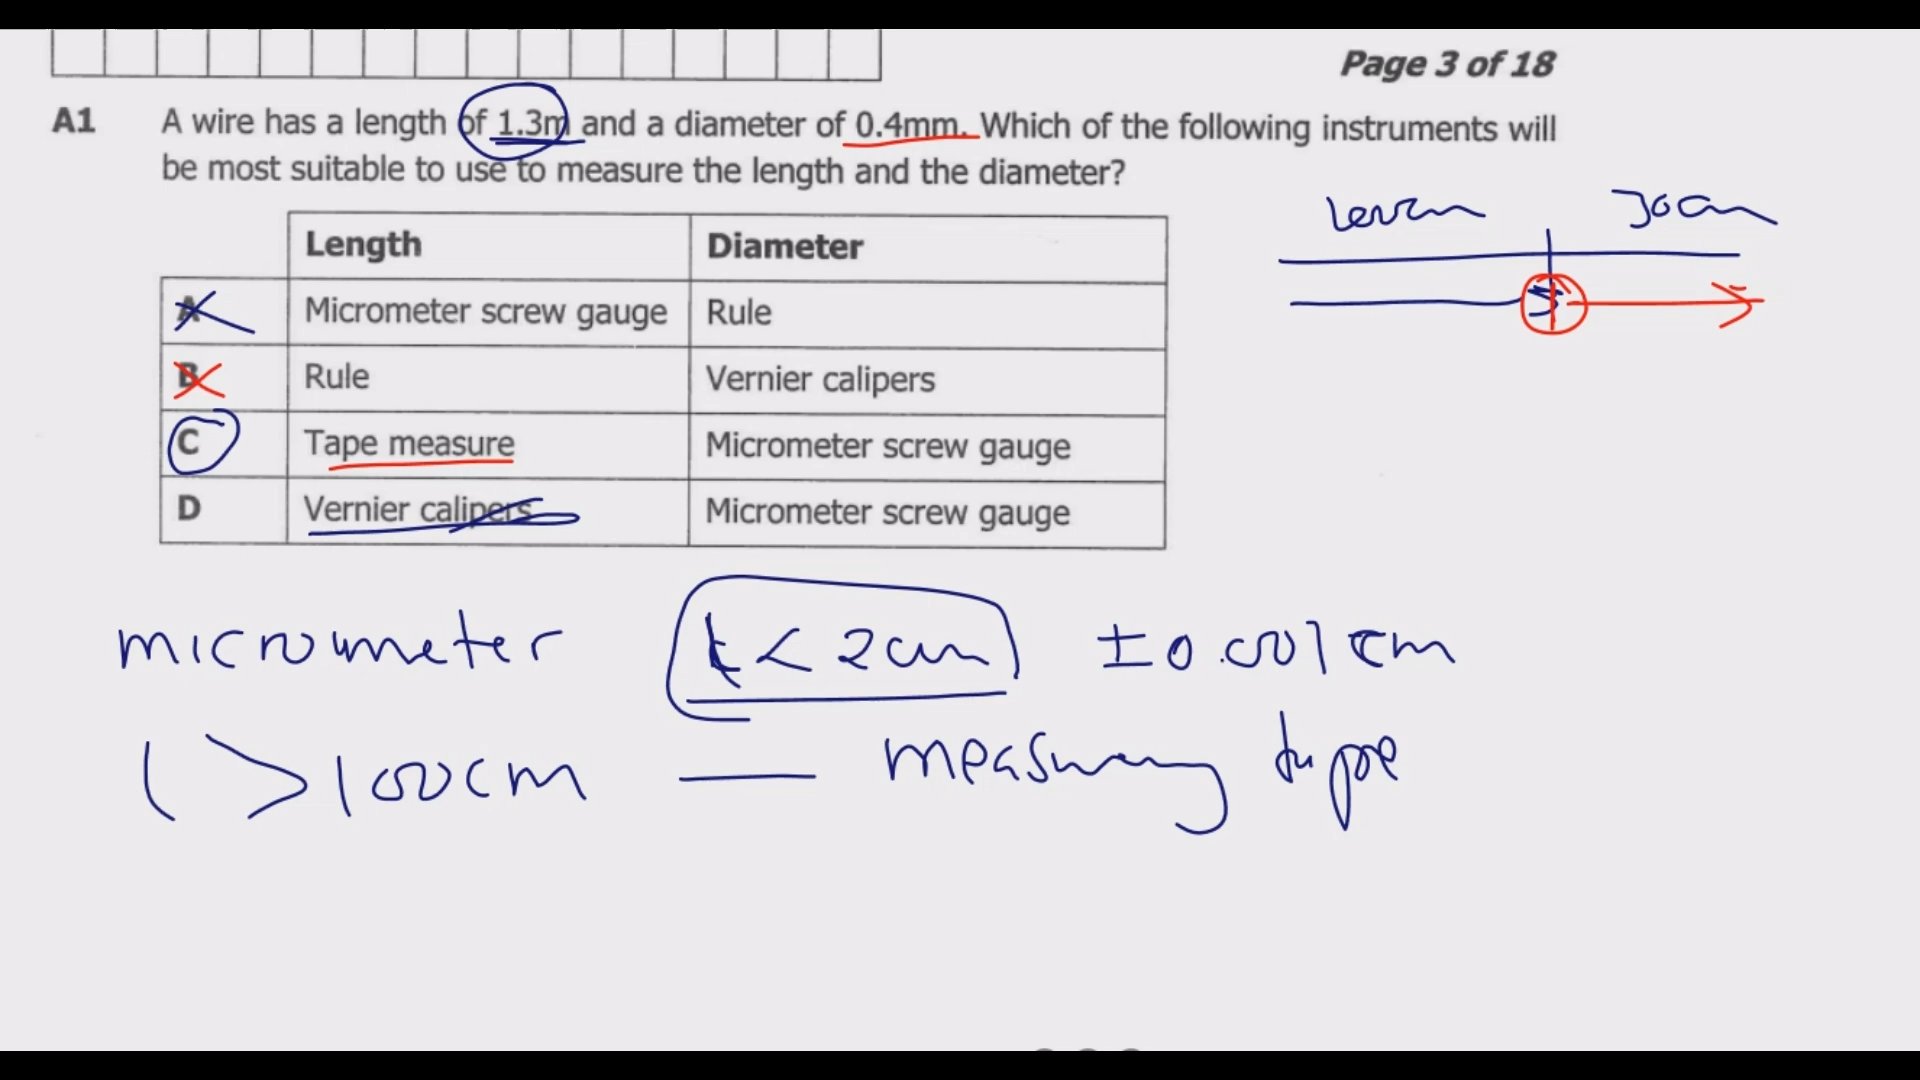 Page 3 of 18
A1 A wire has a length of 1.3m and a diameter of 0.4mm. Which of the following instruments will
be most suitable to use to measure the length and the diameter?
Length Diameter
A Micrometer screw gauge Rule
B Rule Vernier calipers
C Tape measure Micrometer screw gauge
D Vernier calipers Micrometer screw gauge
30cm
micrometer t < 2cm ±0.001cm
l > 100cm — measuring tape